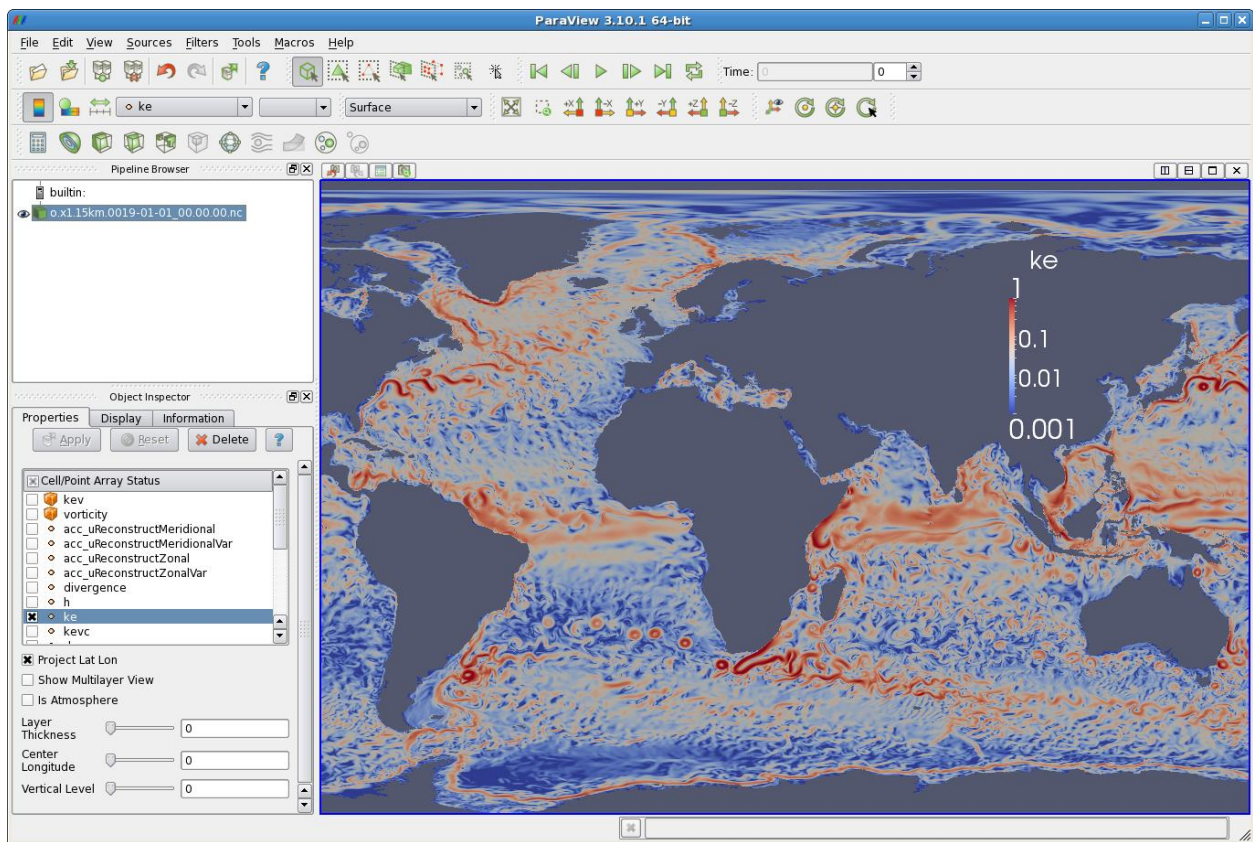 ParaView 3.10.1 64-bit
File Edit View Sources Filters Tools Macros Help
Time: 0 0
ke Surface +X -X +Y -Y +Z -Z
Pipeline Browser
builtin:
o.x1.15km.0019-01-01_00.00.00.nc
Object Inspector
Properties Display Information
Apply Reset Delete ?
Cell/Point Array Status
kev
vorticity
acc_uReconstructMeridional
acc_uReconstructMeridionalVar
acc_uReconstructZonal
acc_uReconstructZonalVar
divergence
h
ke
kevc
Project Lat Lon
Show Multilayer View
Is Atmosphere
Layer
Thickness 0
Center
Longitude 0
Vertical Level 0
ke
1
0.1
0.01
0.001